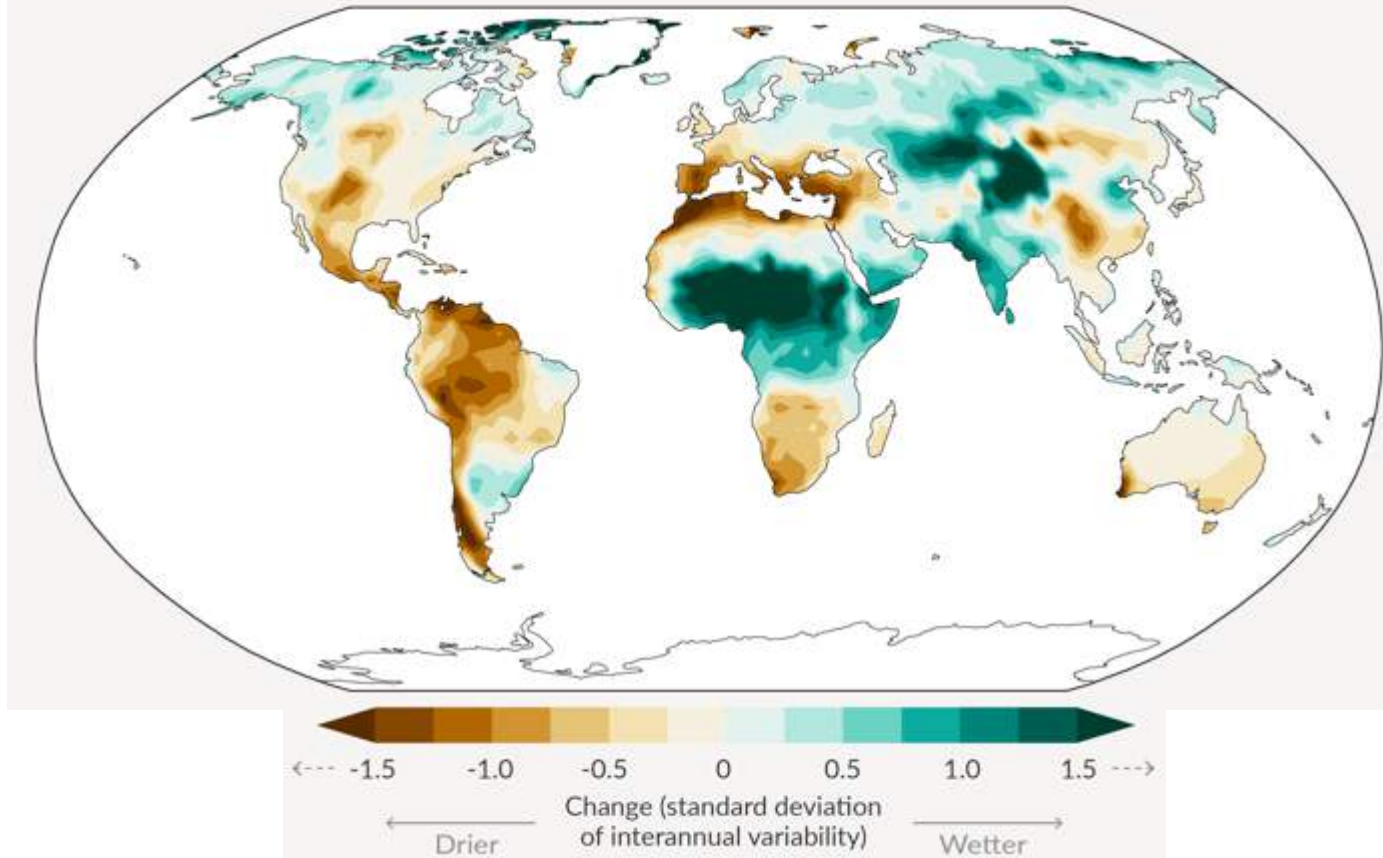 -1.5 -1.0 -0.5 0 0.5 1.0 1.5
Change (standard deviation
of interannual variability)
Drier Wetter